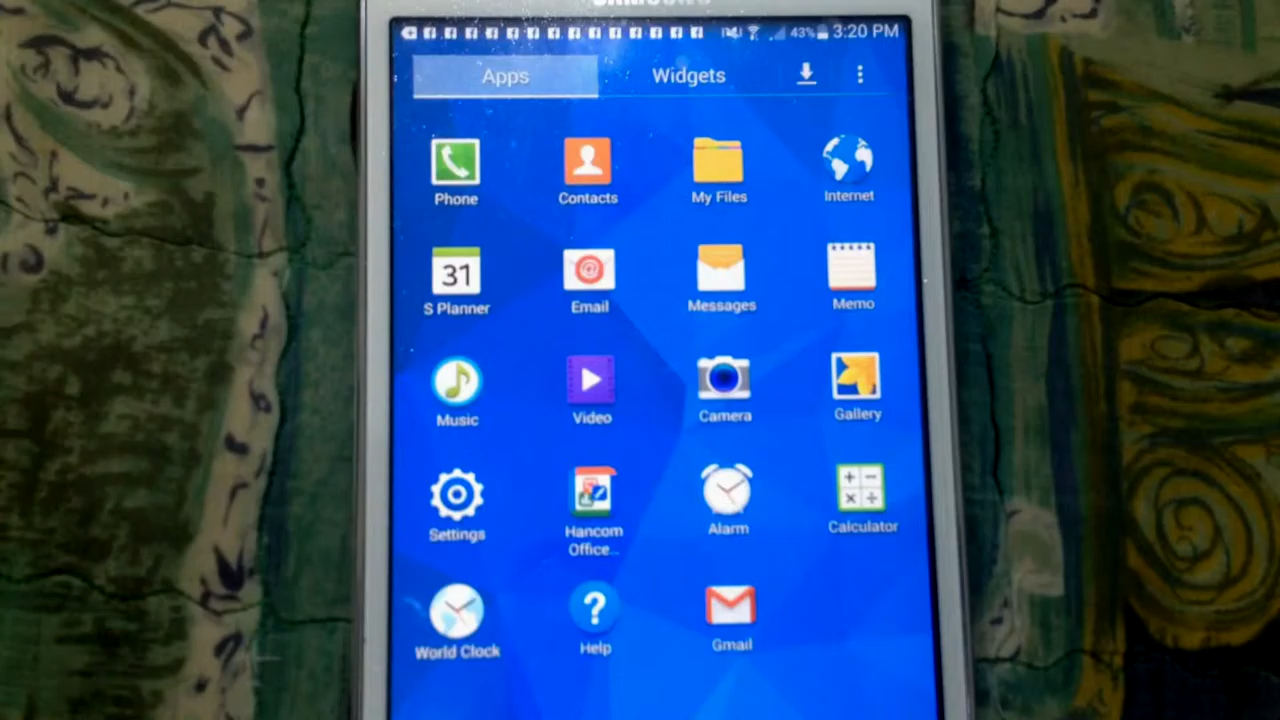 SAMSUNG
43% 3:20 PM
Apps Widgets
Phone Contacts My Files Internet
31
S Planner Email Messages Memo
Music Video Camera Gallery
Settings Hancom Office... Alarm Calculator
World Clock Help Gmail